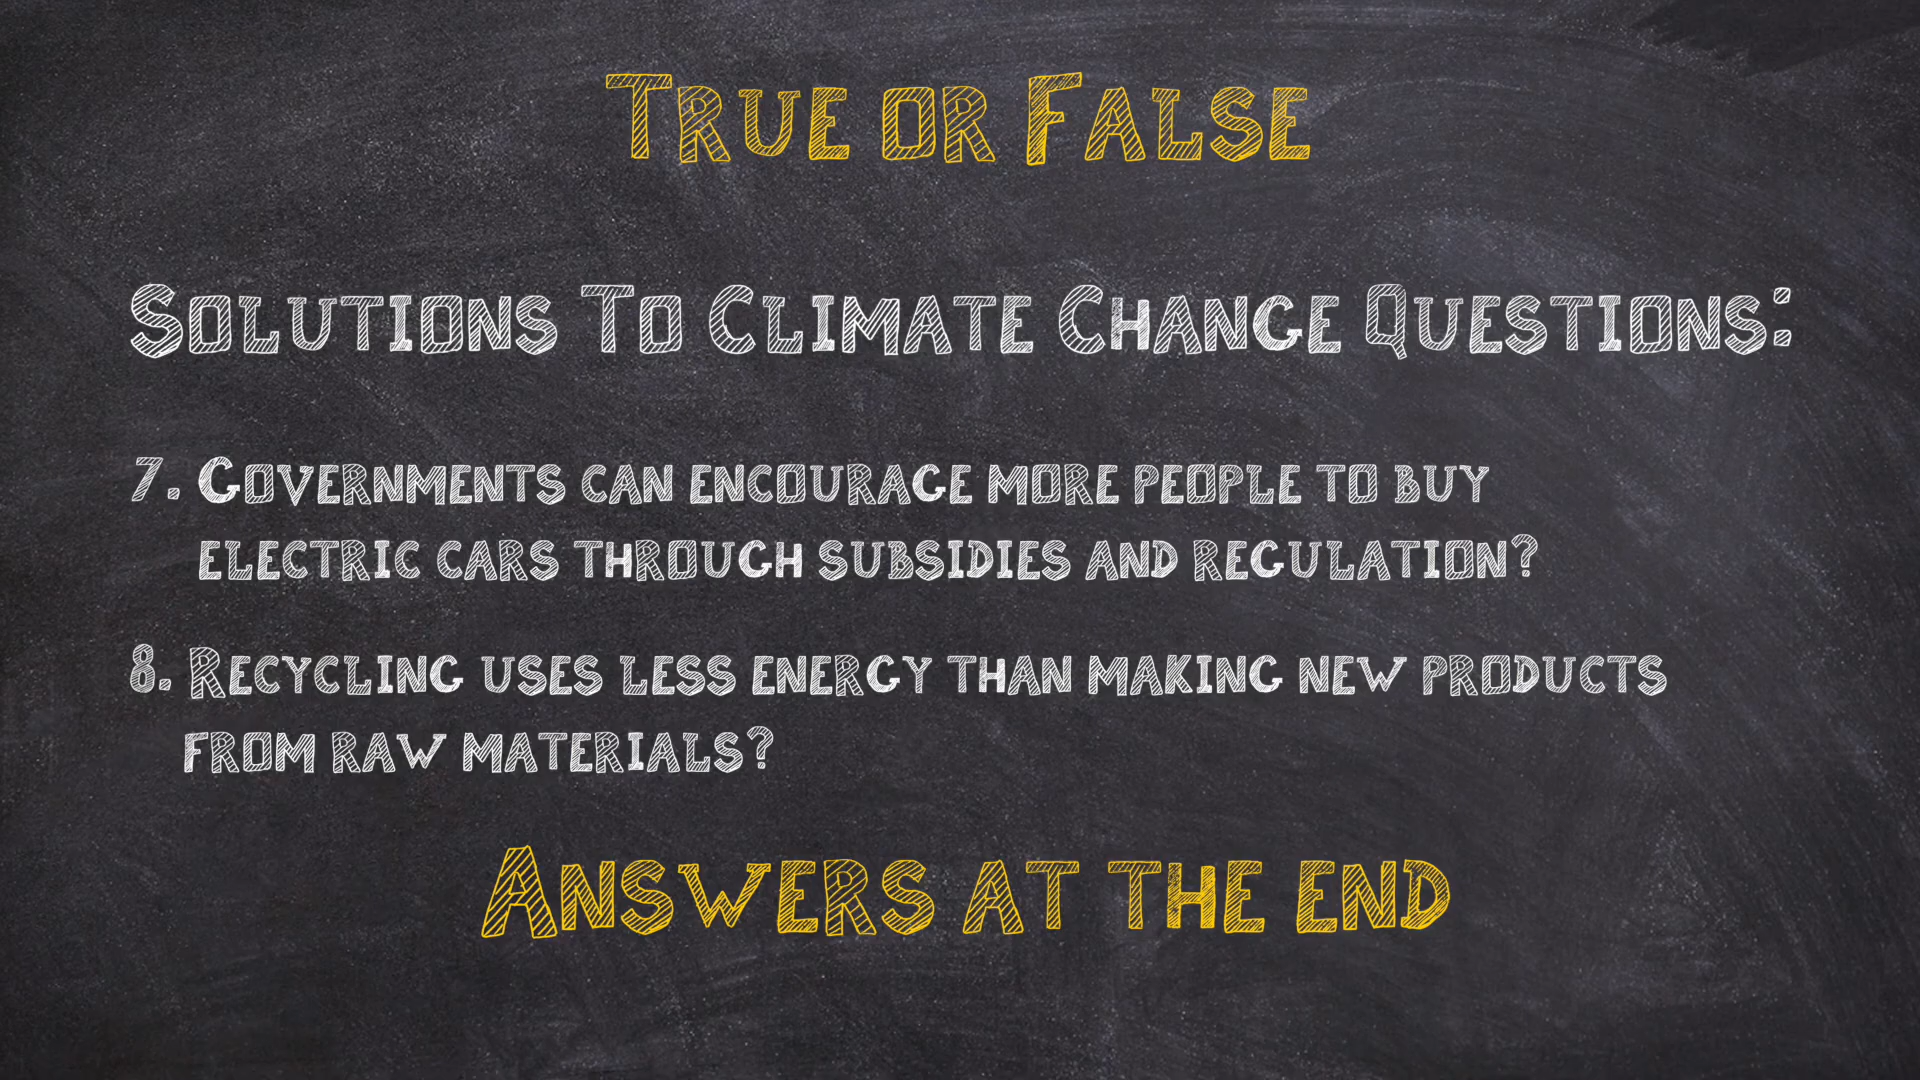 True or False
Solutions To Climate Change Questions:
7. Governments can encourage more people to buy
electric cars through subsidies and regulation?
8. Recycling uses less energy than making new products
from raw materials?
Answers at the end